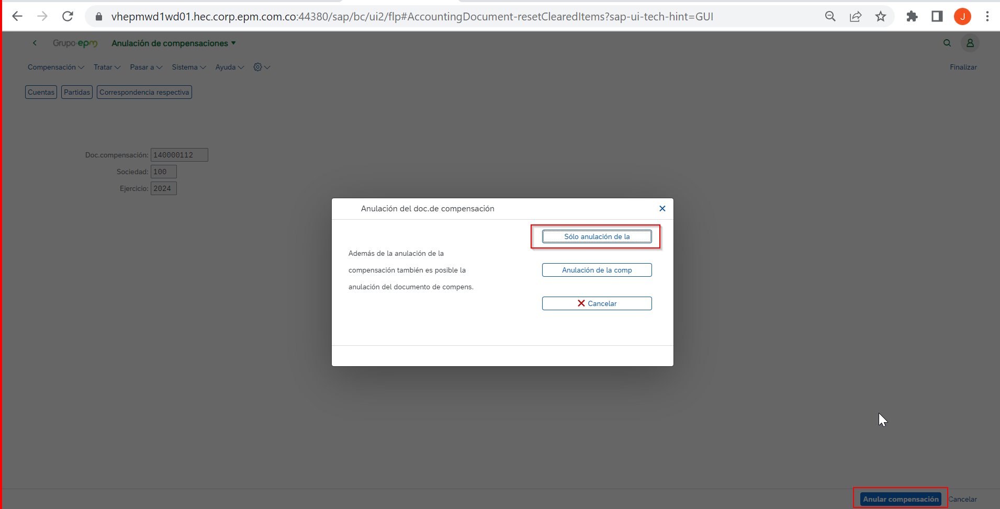 vhepmwd1wd01.hec.corp.epm.com.co:44380/sap/bc/ui2/flp#AccountingDocument-resetClearedItems?sap-ui-tech-hint=GUI
J
Grupo·epm Anulación de compensaciones
Compensación Tratar Pasar a Sistema Ayuda Finalizar
Cuentas Partidas Correspondencia respectiva
Doc.compensación: 140000112
Sociedad: 100
Ejercicio: 2024
Anulación del doc.de compensación
Sólo anulación de la
Además de la anulación de la
compensación también es posible la
Anulación de la comp
anulación del documento de compens.
Cancelar
Anular compensación Cancelar